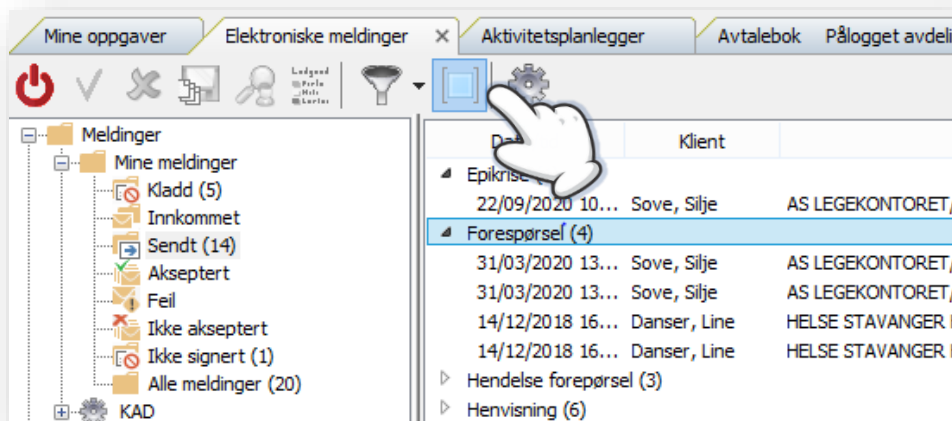 Mine oppgaver Elektroniske meldinger Aktivitetsplanlegger Avtalebok Pålogget avdeli
Meldinger
Mine meldinger
Kladd (5)
Innkommet
Sendt (14)
Akseptert
Feil
Ikke akseptert
Ikke signert (1)
Alle meldinger (20)
KAD
Klient
Epikrise
22/09/2020 10... Sove, Silje AS LEGEKONTORET,
Forespørsel (4)
31/03/2020 13... Sove, Silje AS LEGEKONTORET,
31/03/2020 13... Sove, Silje AS LEGEKONTORET,
14/12/2018 16... Danser, Line HELSE STAVANGER
14/12/2018 16... Danser, Line HELSE STAVANGER
Hendelse forepørsel (3)
Henvisning (6)